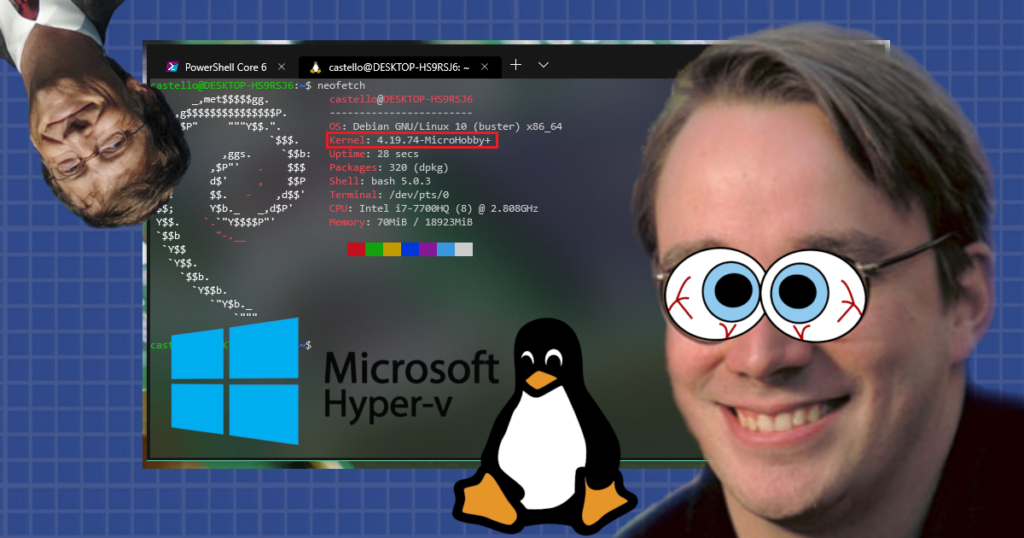 PowerShell Core 6
castello@DESKTOP-HS9RSJ6: ~
castello@DESKTOP-HS9RSJ6:~$ neofetch
castello@DESKTOP-HS9RSJ6
------------------------
OS: Debian GNU/Linux 10 (buster) x86_64
Kernel: 4.19.74-MicroHobby+
Uptime: 28 secs
Packages: 320 (dpkg)
Shell: bash 5.0.3
Terminal: /dev/pts/0
CPU: Intel i7-7700HQ (8) @ 2.808GHz
Memory: 70MiB / 18923MiB
Microsoft
Hyper-v